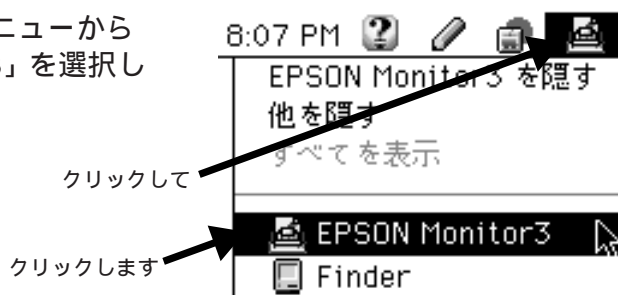 ニューから
」を選択し
8:07 PM
EPSON Monitor3 を隠す
他を隠す
すべてを表示
クリックして
EPSON Monitor3
クリックします
Finder